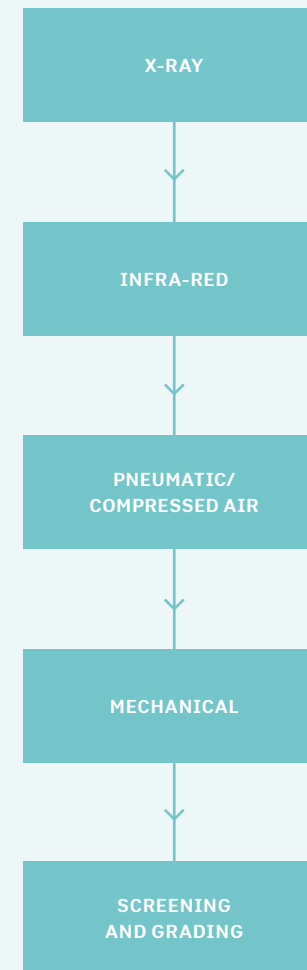 X-RAY
INFRA-RED
PNEUMATIC/
COMPRESSED AIR
MECHANICAL
SCREENING
AND GRADING